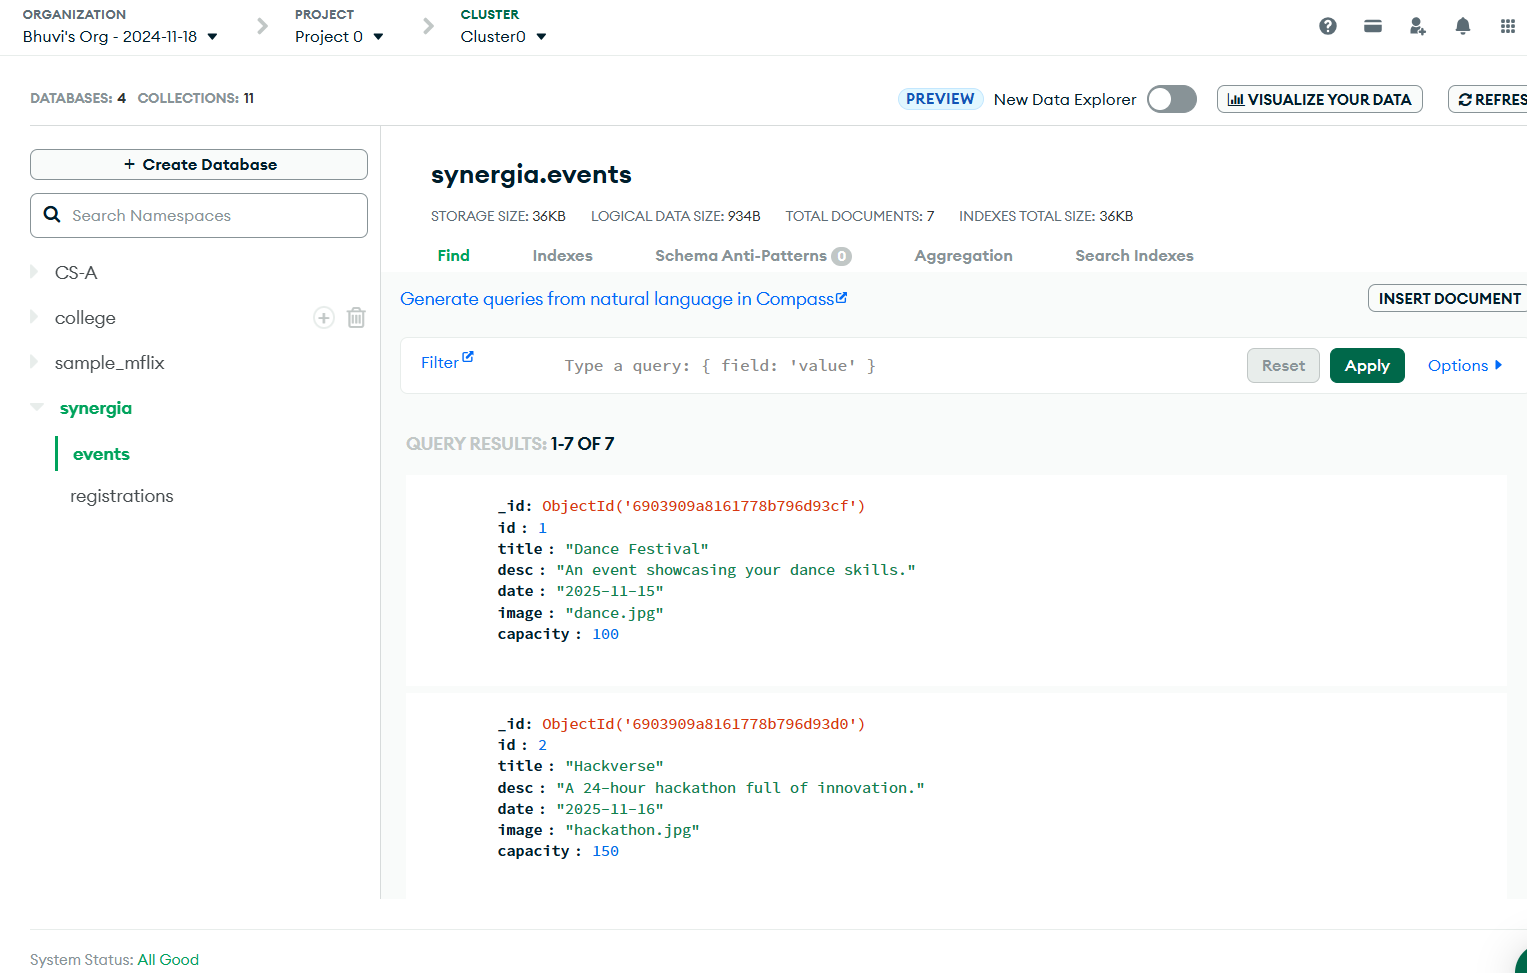 ORGANIZATION
Bhuvi's Org - 2024-11-18
PROJECT
Project 0
CLUSTER
Cluster0
DATABASES: 4 COLLECTIONS: 11
PREVIEW New Data Explorer
VISUALIZE YOUR DATA
REFRES
+ Create Database
Search Namespaces
CS-A
college
sample_mflix
synergia
events
registrations
synergia.events
STORAGE SIZE: 36KB LOGICAL DATA SIZE: 934B TOTAL DOCUMENTS: 7 INDEXES TOTAL SIZE: 36KB
Find Indexes Schema Anti-Patterns 0 Aggregation Search Indexes
Generate queries from natural language in Compass
INSERT DOCUMENT
Filter Type a query: { field: 'value' } Reset Apply Options
QUERY RESULTS: 1-7 OF 7
_id: ObjectId('6903909a8161778b796d93cf')
id : 1
title : "Dance Festival"
desc : "An event showcasing your dance skills."
date : "2025-11-15"
image : "dance.jpg"
capacity : 100
_id: ObjectId('6903909a8161778b796d93d0')
id : 2
title : "Hackverse"
desc : "A 24-hour hackathon full of innovation."
date : "2025-11-16"
image : "hackathon.jpg"
capacity : 150
System Status: All Good